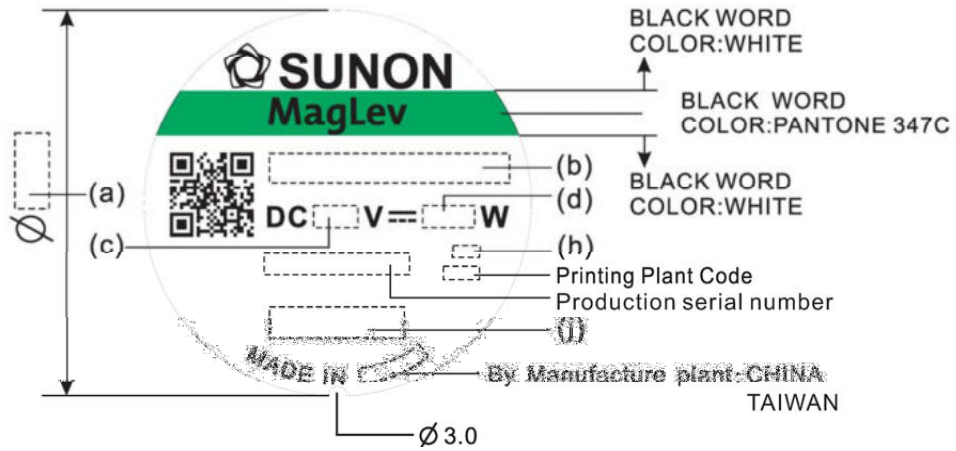 BLACK WORD
COLOR:WHITE
SUNON
MagLev
BLACK WORD
COLOR:PANTONE 347C
(a)
(b)
BLACK WORD
COLOR:WHITE
(d)
DC V W
(c)
(h)
Printing Plant Code
Production serial number
(j)
MADE IN
By Manufacture plant-CHINA
TAIWAN
Ø
Ø 3.0